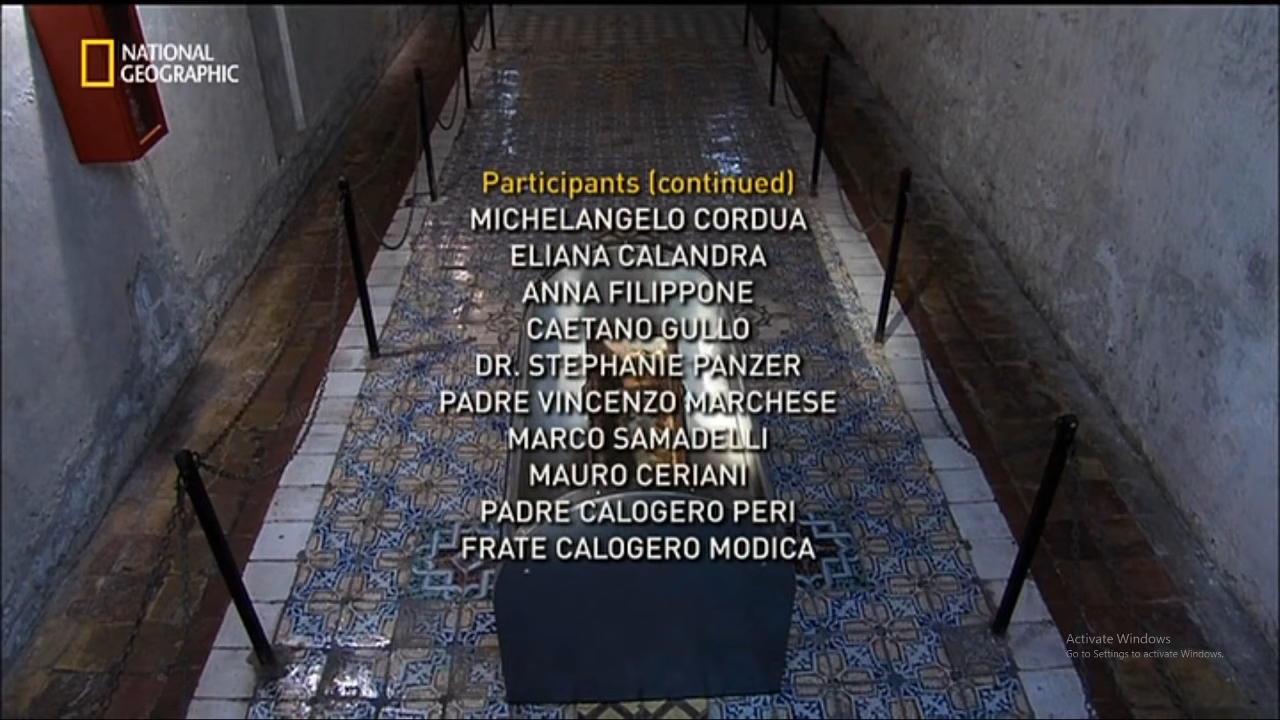 NATIONAL
GEOGRAPHIC
Participants (continued)
MICHELANGELO CORDUA
ELIANA CALANDRA
ANNA FILIPPONE
CAETANO GULLO
DR. STEPHANIE PANZER
PADRE VINCENZO MARCHESE
MARCO SAMADELLI
MAURO CERIANI
PADRE CALOGERO PERI
FRATE CALOGERO MODICA
Activate Windows
Go to Settings to activate Windows.